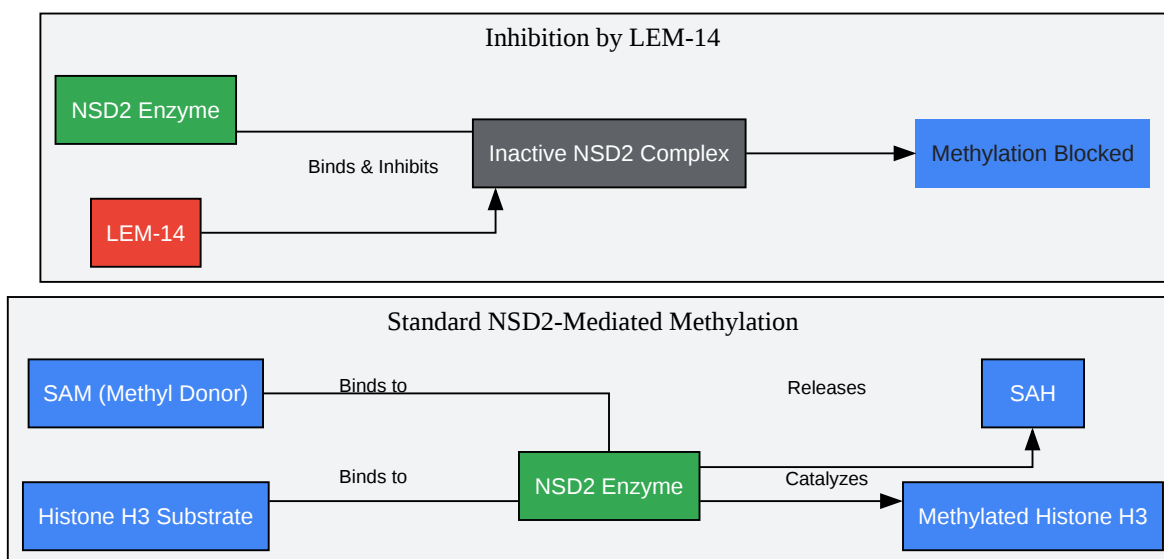 Inhibition by LEM-14
NSD2 Enzyme
Inactive NSD2 Complex
Methylation Blocked
Binds & Inhibits
LEM-14
Standard NSD2-Mediated Methylation
SAM (Methyl Donor)
Binds to
Releases
SAH
Histone H3 Substrate
Binds to
NSD2 Enzyme
Catalyzes
Methylated Histone H3